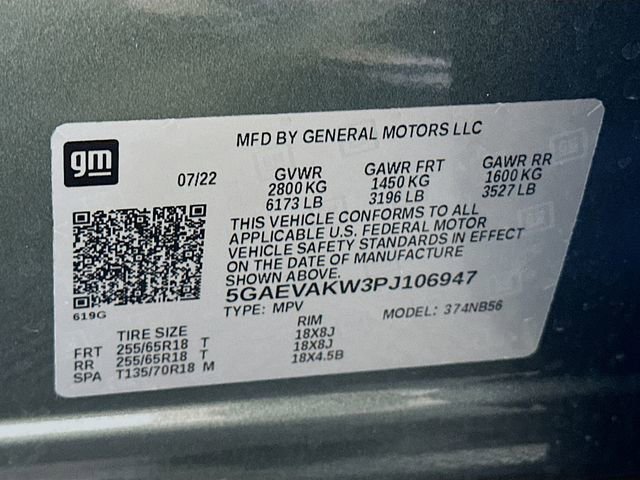 MFD BY GENERAL MOTORS LLC
gm
07/22
GVWR GAWR FRT GAWR RR
2800 KG 1450 KG 1600 KG
6173 LB 3196 LB 3527 LB
THIS VEHICLE CONFORMS TO ALL
APPLICABLE U.S. FEDERAL MOTOR
VEHICLE SAFETY STANDARDS IN EFFECT
ON THE DATE OF MANUFACTURE
SHOWN ABOVE.
5GAEVAKW3PJ106947
619G
TYPE: MPV MODEL: 374NB56
TIRE SIZE RIM
FRT 255/65R18 T 18X8J
RR 255/65R18 T 18X8J
SPA T135/70R18 M 18X4.5B